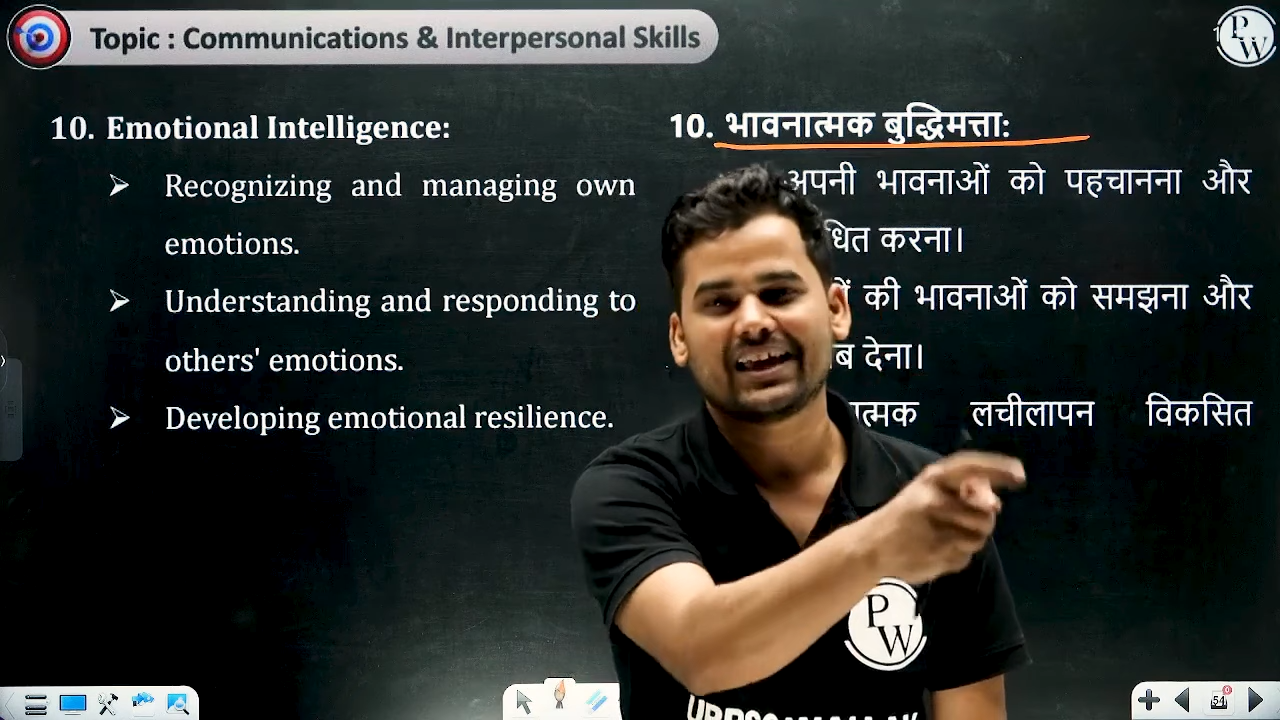 Topic : Communications & Interpersonal Skills
PW
10. Emotional Intelligence:
Recognizing and managing own
emotions.
Understanding and responding to
others' emotions.
Developing emotional resilience.
10. भावनात्मक बुद्धिमत्ता:
अपनी भावनाओं को पहचानना और
करना।
की भावनाओं को समझना और
देना।
लचीलापन विकसित
PW
54